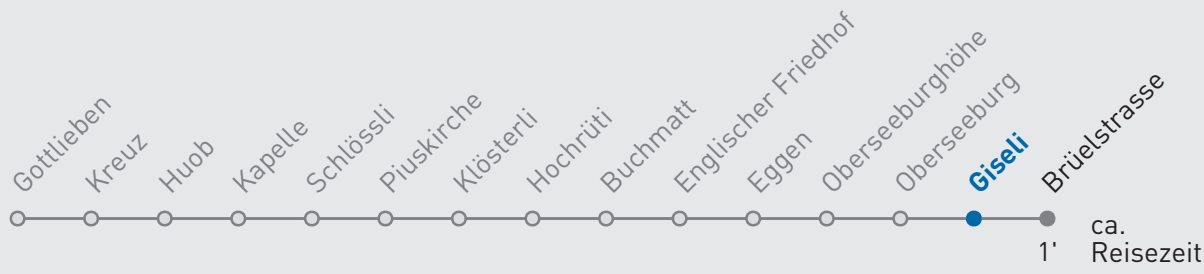 Gottlieben
Kreuz
Huob
Kapelle
Schlössli
Piuskirche
Klösterli
Hochrüti
Buchmatt
Englischer Friedhof
Eggen
Oberseeburghöhe
Oberseeburg
Giseli
Brüelstrasse
1'
ca.
Reisezeit